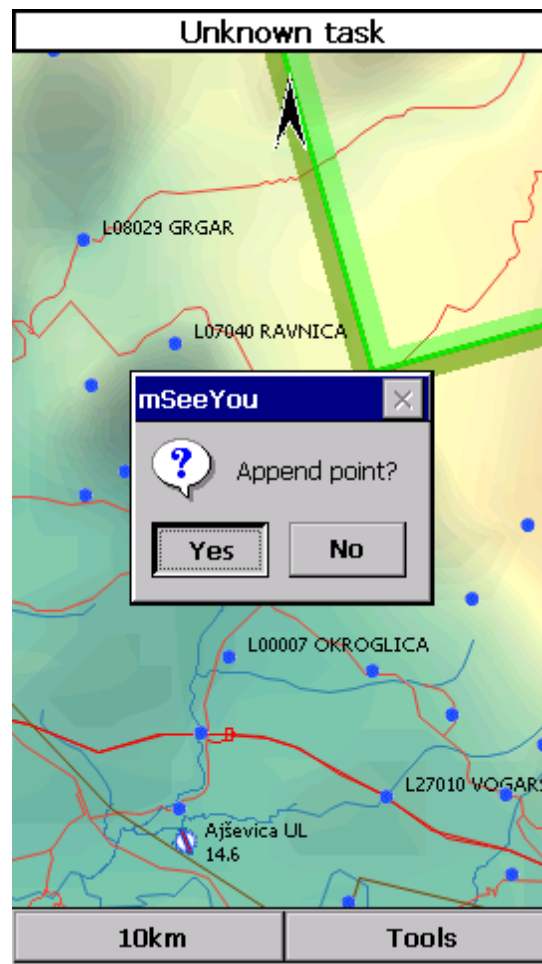 Unknown task
L08029 GRGAR
L07040 RAVNICA
mSeeYou
Append point?
Yes
No
L00007 OKROGLICA
L27010 VOGARS
Ajševica UL
14.6
10km
Tools